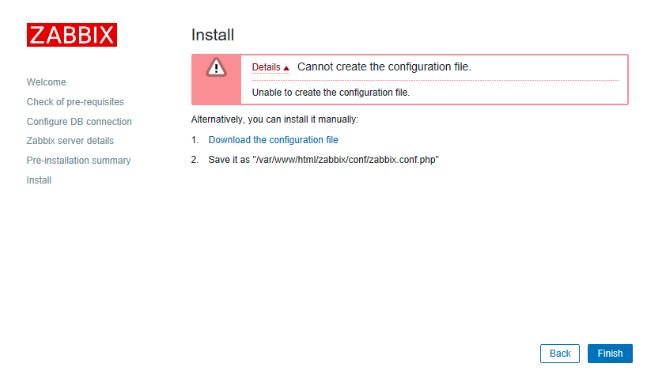 ZABBIX
Install
Details Cannot create the configuration file.
Unable to create the configuration file.
Welcome
Check of pre-requisites
Configure DB connection
Zabbix server details
Pre-installation summary
Install
Alternatively, you can install it manually:
1. Download the configuration file
2. Save it as "/var/www/html/zabbix/conf/zabbix.conf.php"
Back
Finish